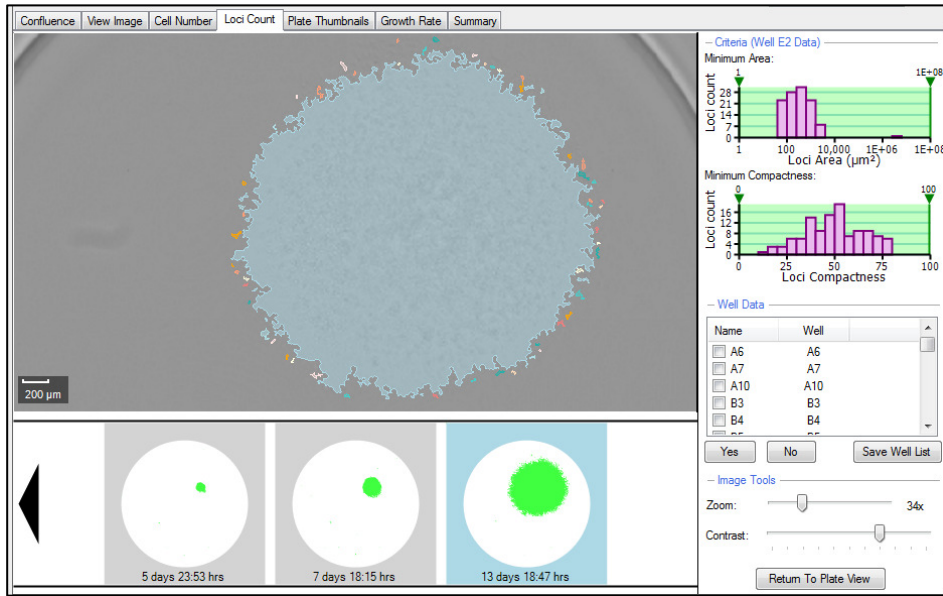 Confluence View Image Cell Number Loci Count Plate Thumbnails Growth Rate Summary
200 µm
5 days 23:53 hrs 7 days 18:15 hrs 13 days 18:47 hrs
Criteria (Well E2 Data)
Minimum Area:
1 1E+08
28
21
14
7
0
Loci count
1 100 10,000 1E+06 1E+08
Loci Area (µm²)
Minimum Compactness:
0 100
16
12
8
4
0
Loci count
0 25 50 75 100
Loci Compactness
Well Data
Name Well
A6 A6
A7 A7
A10 A10
B3 B3
B4 B4
Yes No Save Well List
Image Tools
Zoom: 34x
Contrast:
Return To Plate View